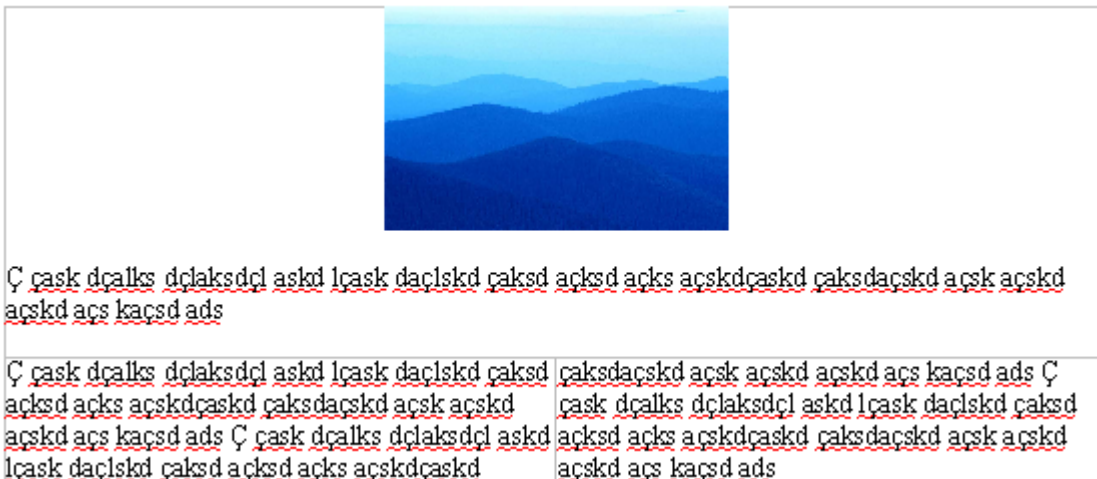 Ç çask dçalks dçlaksdçl askd lçask daçlskd çaksd açksd açks açskdçaskd çaksdaçskd açsk açskd
açskd açs kaçsd ads
Ç çask dçalks dçlaksdçl askd lçask daçlskd çaksd
açksd açks açskdçaskd çaksdaçskd açsk açskd
açskd açs kaçsd ads Ç çask dçalks dçlaksdçl askd
lçask daçlskd çaksd açksd açks açskdçaskd
çaksdaçskd açsk açskd açskd açs kaçsd ads Ç
çask dçalks dçlaksdçl askd lçask daçlskd çaksd
açksd açks açskdçaskd çaksdaçskd açsk açskd
açskd açs kaçsd ads